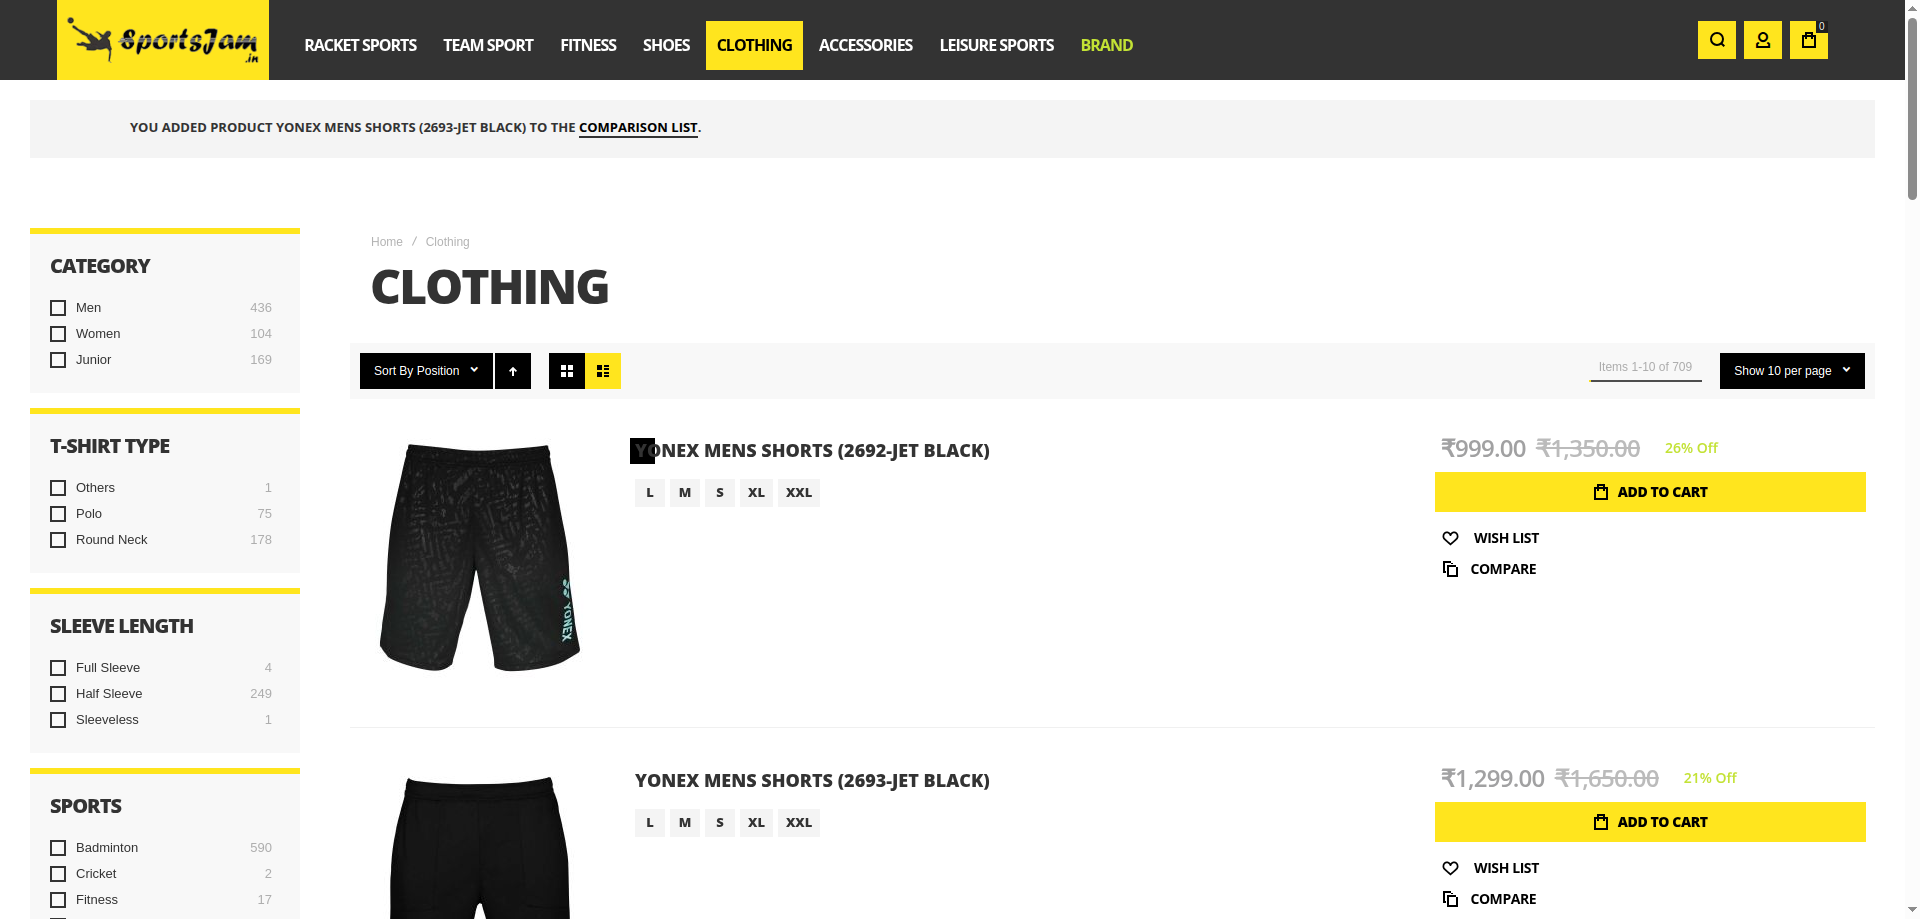 SportsJam
.in
RACKET SPORTS
TEAM SPORT
FITNESS
SHOES
CLOTHING
ACCESSORIES
LEISURE SPORTS
BRAND
0
YOU ADDED PRODUCT YONEX MENS SHORTS (2693-JET BLACK) TO THE COMPARISON LIST.
Home / Clothing
CLOTHING
CATEGORY
Men 436
Women 104
Junior 169
T-SHIRT TYPE
Others 1
Polo 75
Round Neck 178
SLEEVE LENGTH
Full Sleeve 4
Half Sleeve 249
Sleeveless 1
SPORTS
Badminton 590
Cricket 2
Fitness 17
Sort By Position
Items 1-10 of 709
Show 10 per page
YONEX
YONEX MENS SHORTS (2692-JET BLACK)
L M S XL XXL
₹999.00 ₹1,350.00 26% Off
ADD TO CART
WISH LIST
COMPARE
YONEX MENS SHORTS (2693-JET BLACK)
L M S XL XXL
₹1,299.00 ₹1,650.00 21% Off
ADD TO CART
WISH LIST
COMPARE